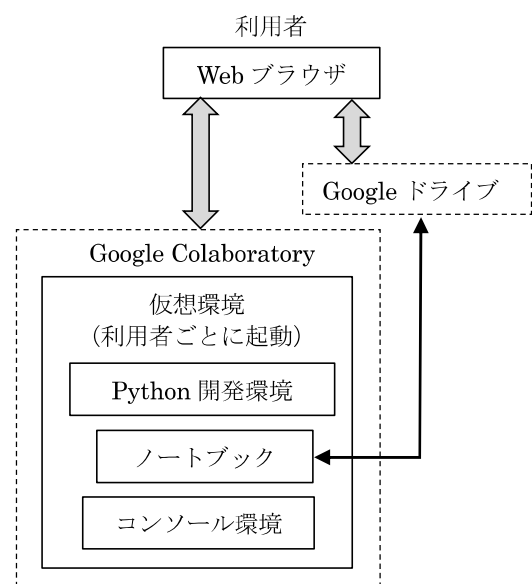 利用者
Web ブラウザ
Google ドライブ
Google Colaboratory
仮想環境
(利用者ごとに起動)
Python 開発環境
ノートブック
コンソール環境